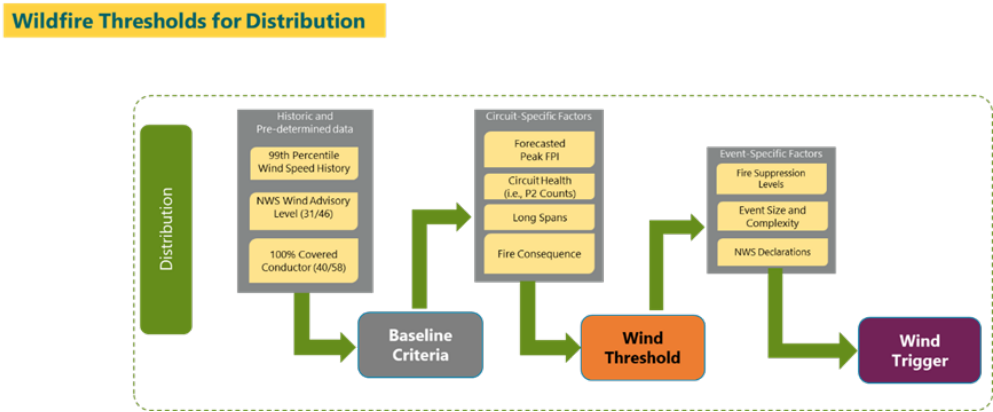 Wildfire Thresholds for Distribution
Distribution
Historic and
Pre-determined data
99th Percentile
Wind Speed History
NWS Wind Advisory
Level (31/46)
100% Covered
Conductor (40/58)
Baseline
Criteria
Circuit-Specific Factors
Forecasted
Peak FPI
Circuit Health
(i.e., P2 Counts)
Long Spans
Fire Consequence
Wind
Threshold
Event-Specific Factors
Fire Suppression
Levels
Event Size and
Complexity
NWS Declarations
Wind
Trigger